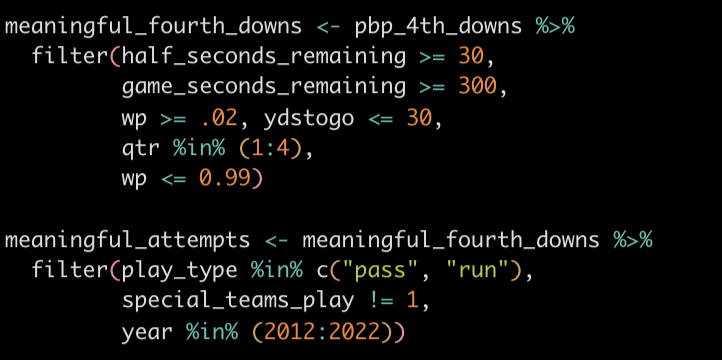 meaningful_fourth_downs <- pbp_4th_downs %>%
  filter(half_seconds_remaining >= 30,
         game_seconds_remaining >= 300,
         wp >= .02, ydstogo <= 30,
         qtr %in% (1:4),
         wp <= 0.99)

meaningful_attempts <- meaningful_fourth_downs %>%
  filter(play_type %in% c("pass", "run"),
         special_teams_play != 1,
         year %in% (2012:2022))